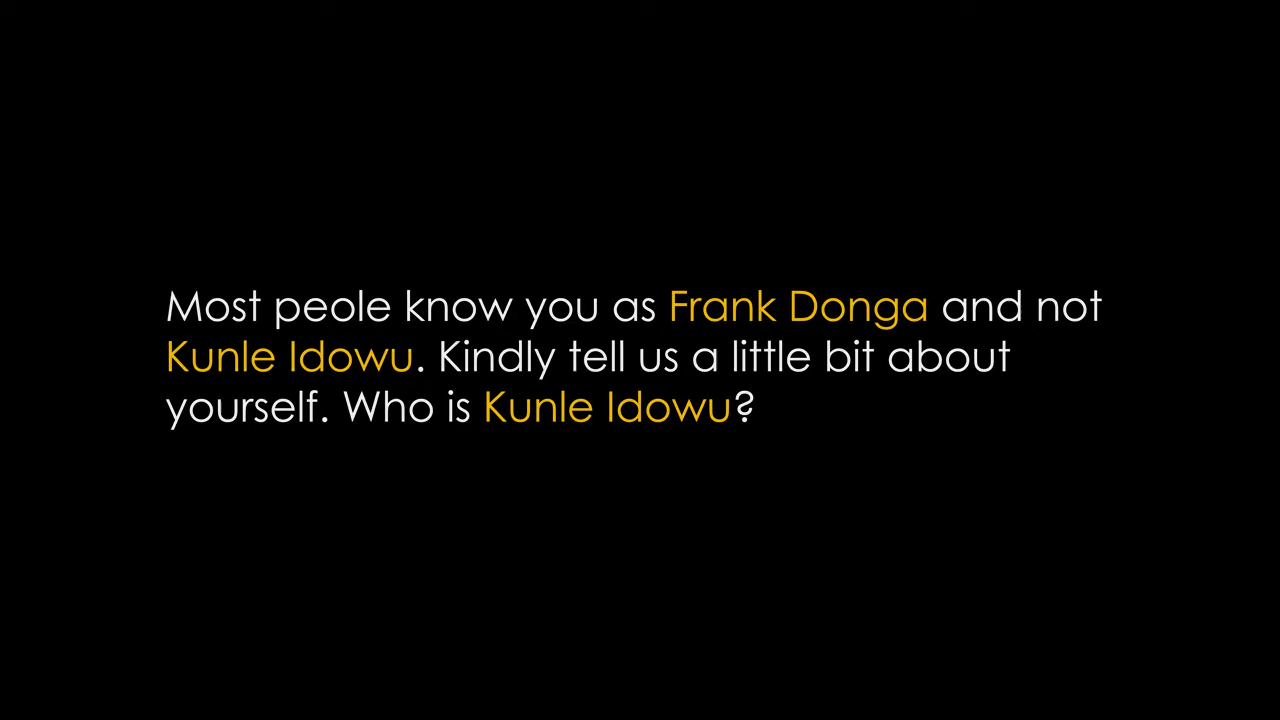 Most peole know you as Frank Donga and not
Kunle Idowu. Kindly tell us a little bit about
yourself. Who is Kunle Idowu?